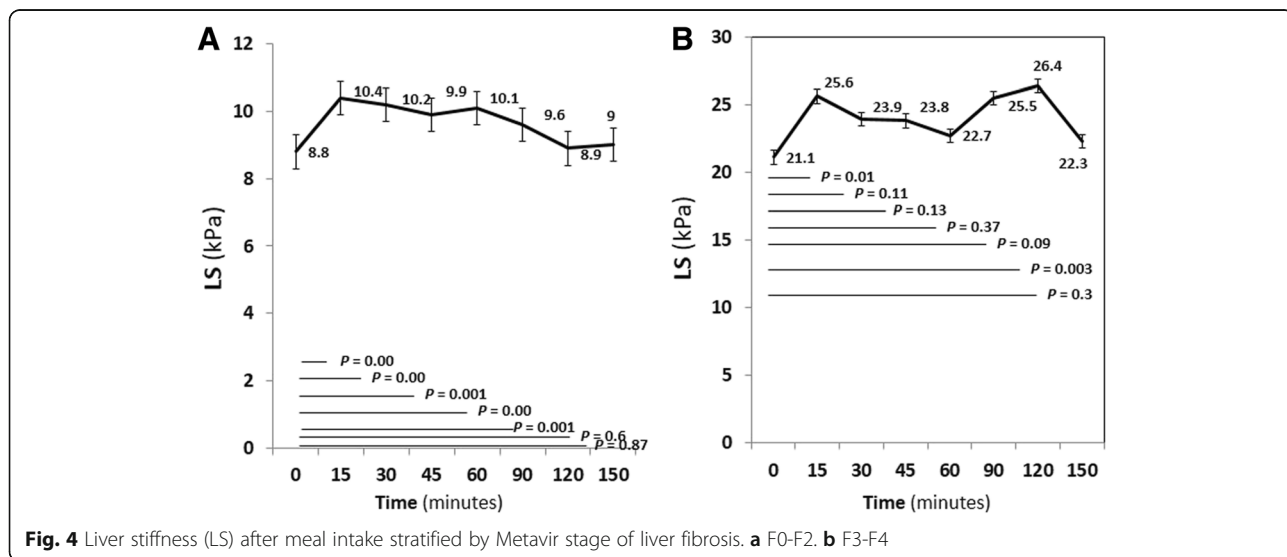 A
12
10
8
6
4
2
0
LS (kPa)
8.8
10.4
10.2
9.9
10.1
9.6
8.9
9
P = 0.00
P = 0.00
P = 0.001
P = 0.00
P = 0.001
P = 0.6
P = 0.87
0 15 30 45 60 90 120 150
Time (minutes)
B
30
25
20
15
10
5
0
LS (kPa)
21.1
25.6
23.9
23.8
22.7
25.5
26.4
22.3
P = 0.01
P = 0.11
P = 0.13
P = 0.37
P = 0.09
P = 0.003
P = 0.3
0 15 30 45 60 90 120 150
Time (minutes)
Fig. 4 Liver stiffness (LS) after meal intake stratified by Metavir stage of liver fibrosis. a F0-F2. b F3-F4